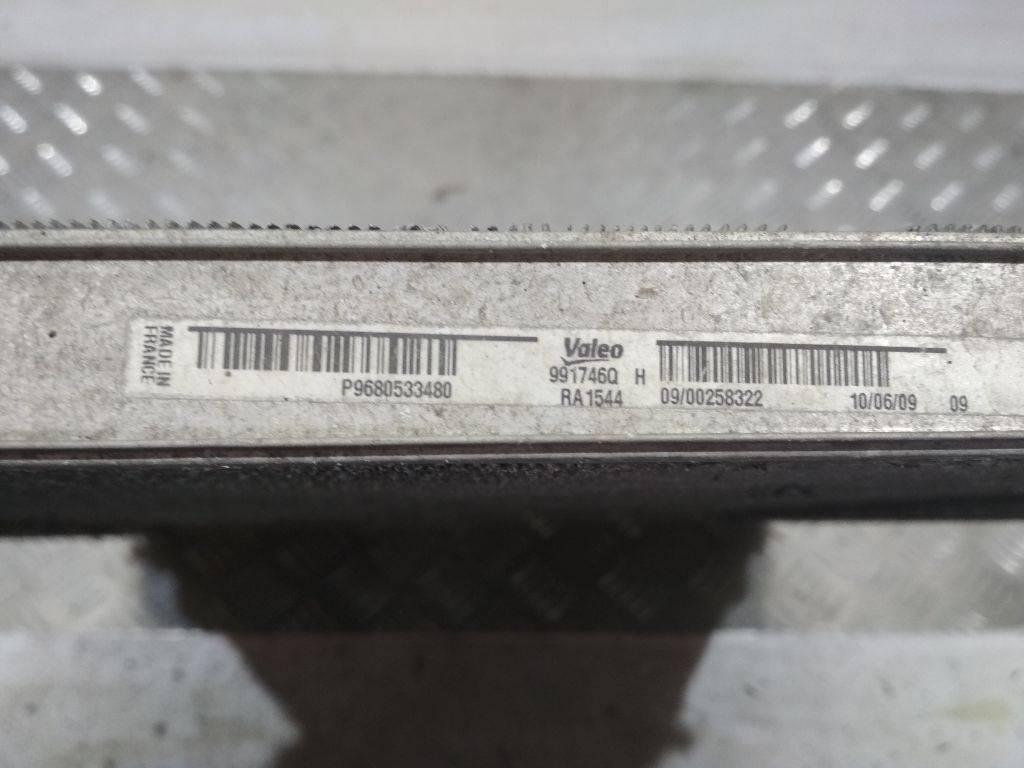 MADE IN
FRANCE
P9680533480
Valeo
991746Q H
RA1544
09/00258322 10/06/09 09